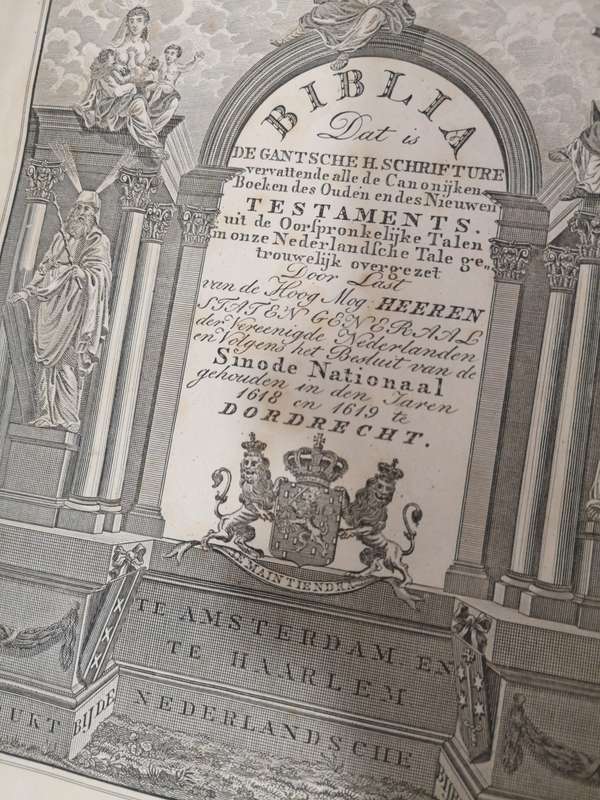 BIBLIA
Dat is
DE GANTSCHE H. SCHRIFTURE
vervattende alle de Canonijken
Boeken des Ouden en des Nieuwen
TESTAMENTS.
uit de Oorſpronkelijke Talen
in onze Nederlandſche Tale ge„
trouwelijk overgezet
Door Last
van de Hoog Mog: HEEREN
STATEN GENERAAL
der Vereenigde Nederlanden
en Volgens het Besluit van de
Sinode Nationaal
gehouden in den Jaren
1618 en 1619 te
DORDRECHT.
MAINTIENDRAI
TE AMSTERDAM EN
TE HAARLEM
UKT BIJ DE NEDERLANDSCHE